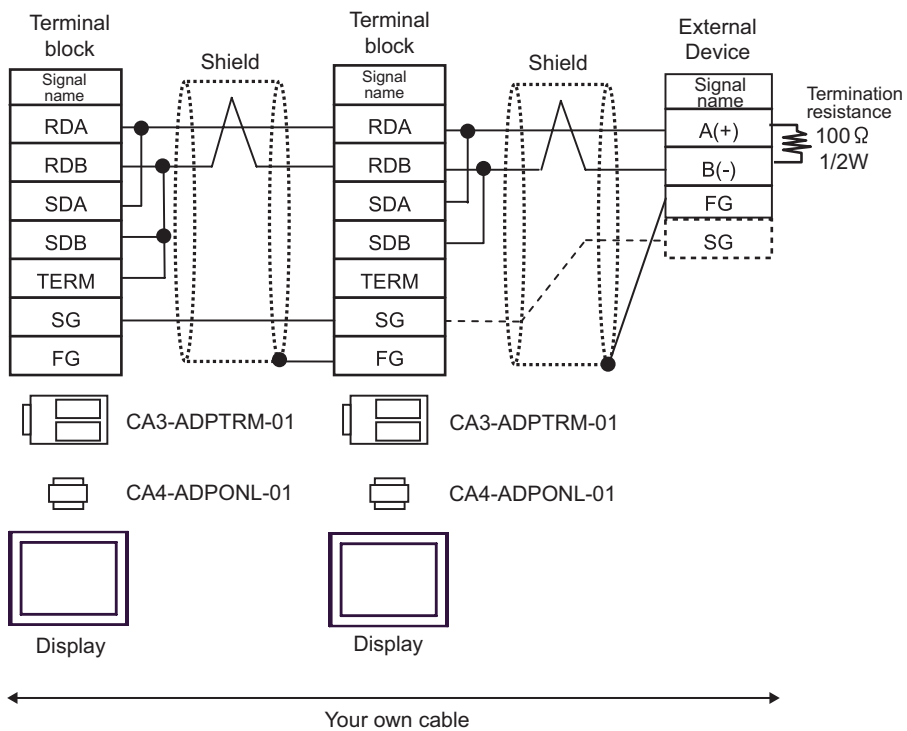 Terminal
block
Signal
name
RDA
RDB
SDA
SDB
TERM
SG
FG
Shield
Terminal
block
Signal
name
RDA
RDB
SDA
SDB
TERM
SG
FG
Shield
External
Device
Signal
name
A(+)
B(-)
FG
SG
Termination
resistance
100 Ω
1/2W
CA3-ADPTRM-01
CA3-ADPTRM-01
CA4-ADPONL-01
CA4-ADPONL-01
Display
Display
Your own cable